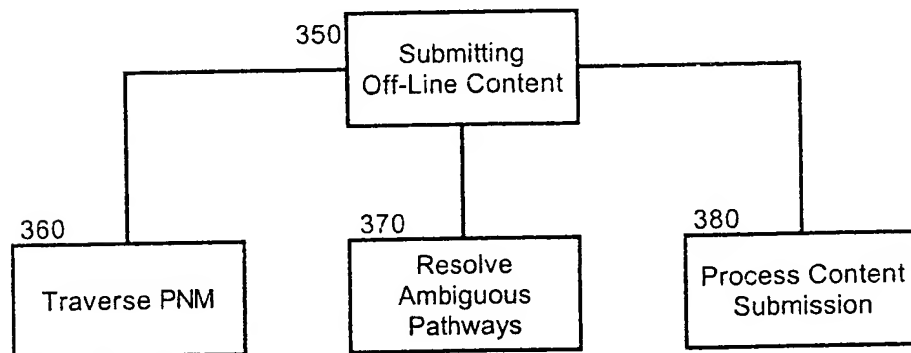 350
Submitting
Off-Line Content
360
Traverse PNM
370
Resolve
Ambiguous
Pathways
380
Process Content
Submission